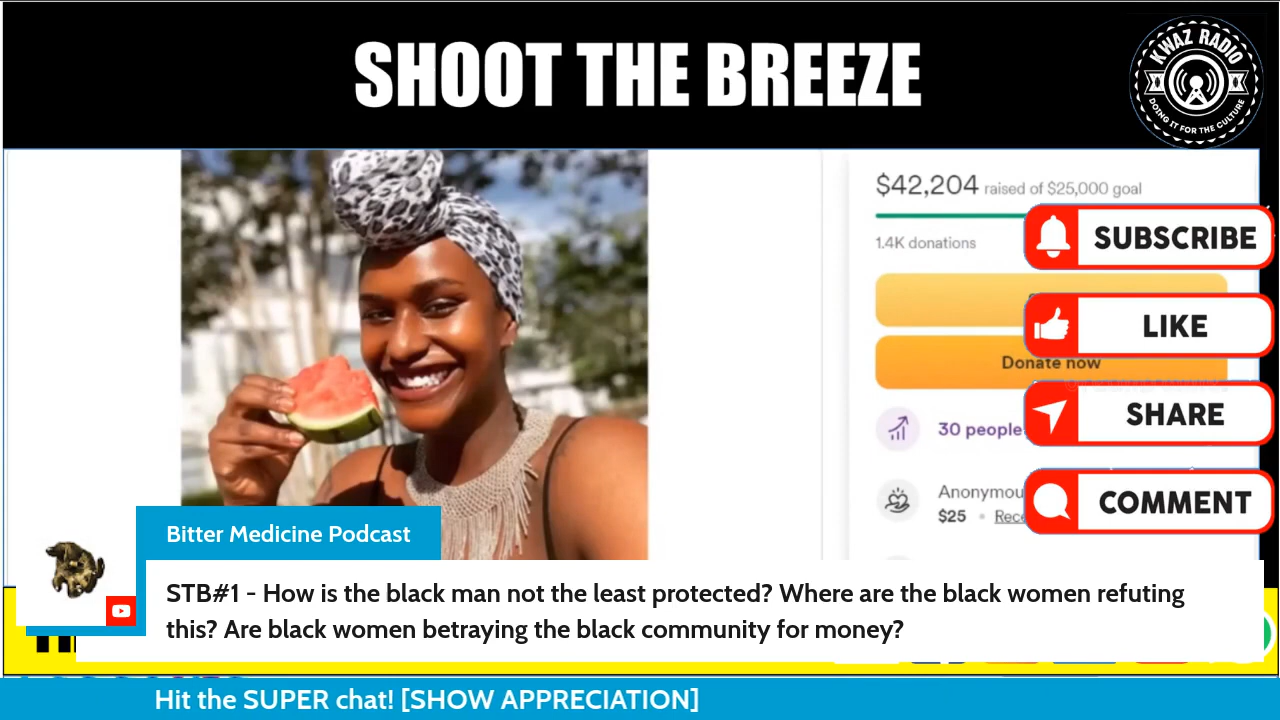 SHOOT THE BREEZE
KWAZ RADIO
DOING IT FOR THE CULTURE
$42,204 raised of $25,000 goal
1.4K donations
SUBSCRIBE
LIKE
Donate now
SHARE
30 people
Anonymou
COMMENT
$25 • Rece
Bitter Medicine Podcast
STB#1 - How is the black man not the least protected? Where are the black women refuting
this? Are black women betraying the black community for money?
Hit the SUPER chat! [SHOW APPRECIATION]